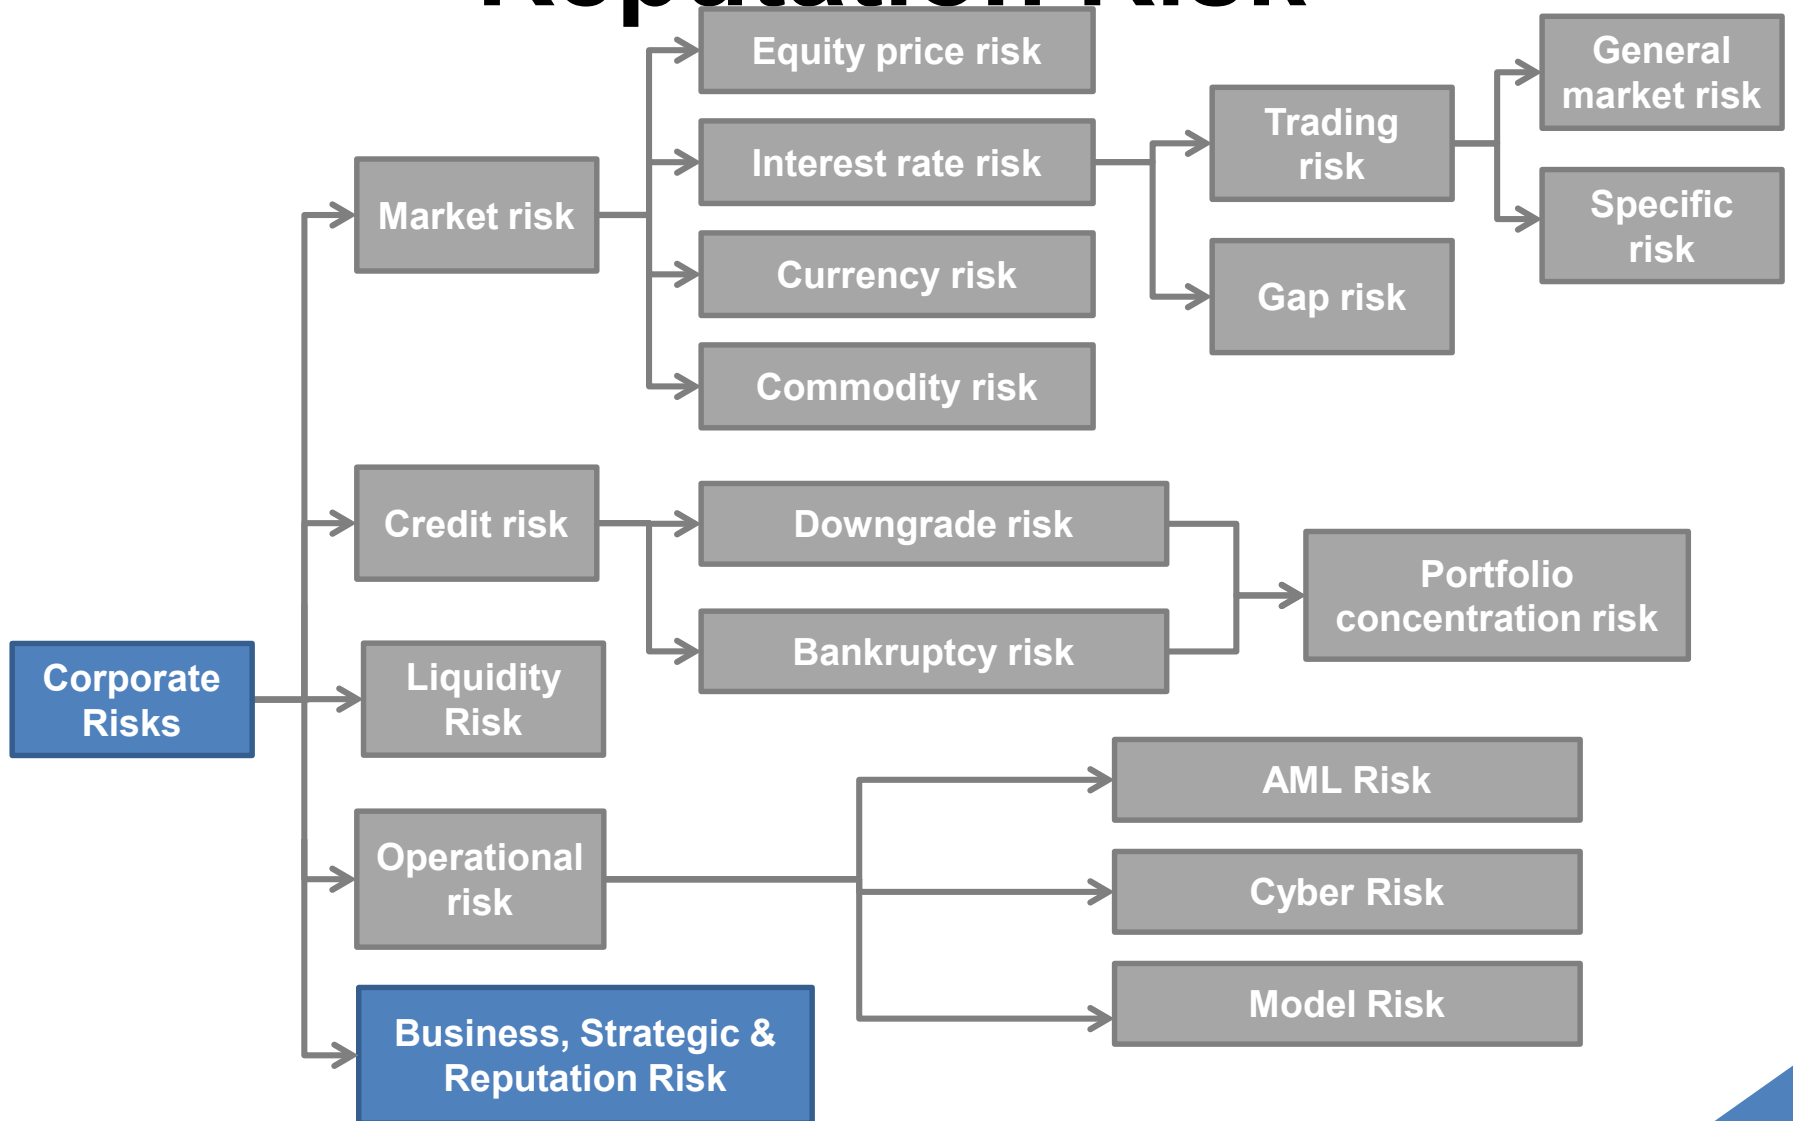 Reputation Risk
Equity price risk
General
market risk
Trading
risk
Interest rate risk
Specific
risk
Market risk
Currency risk
Gap risk
Commodity risk
Credit risk
Downgrade risk
Portfolio
concentration risk
Bankruptcy risk
Corporate
Risks
Liquidity
Risk
AML Risk
Operational
risk
Cyber Risk
Model Risk
Business, Strategic &
Reputation Risk